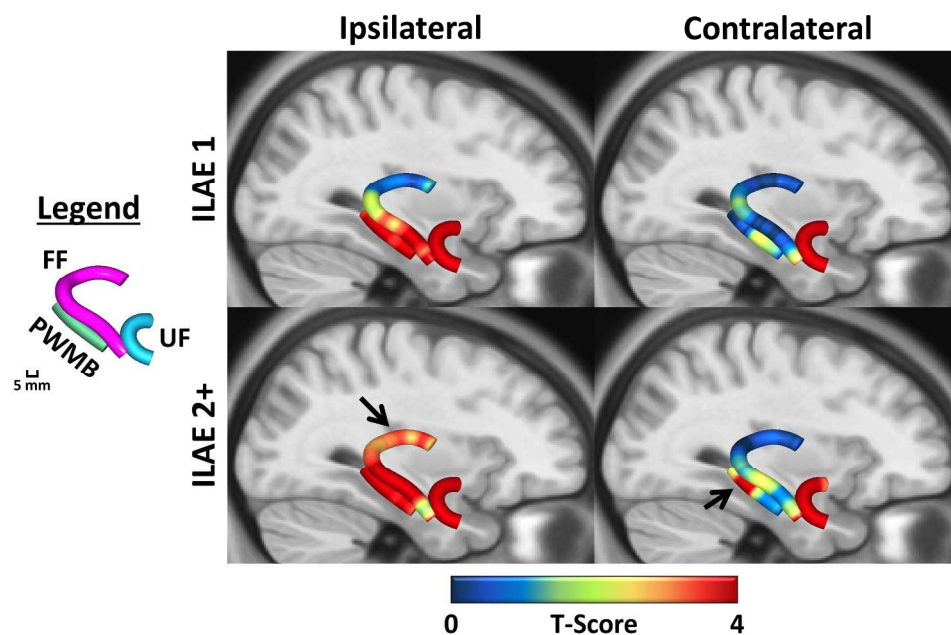 Ipsilateral
Contralateral
ILAE 1
Legend
FF
PWMB
UF
5 mm
ILAE 2+
0
T-Score
4